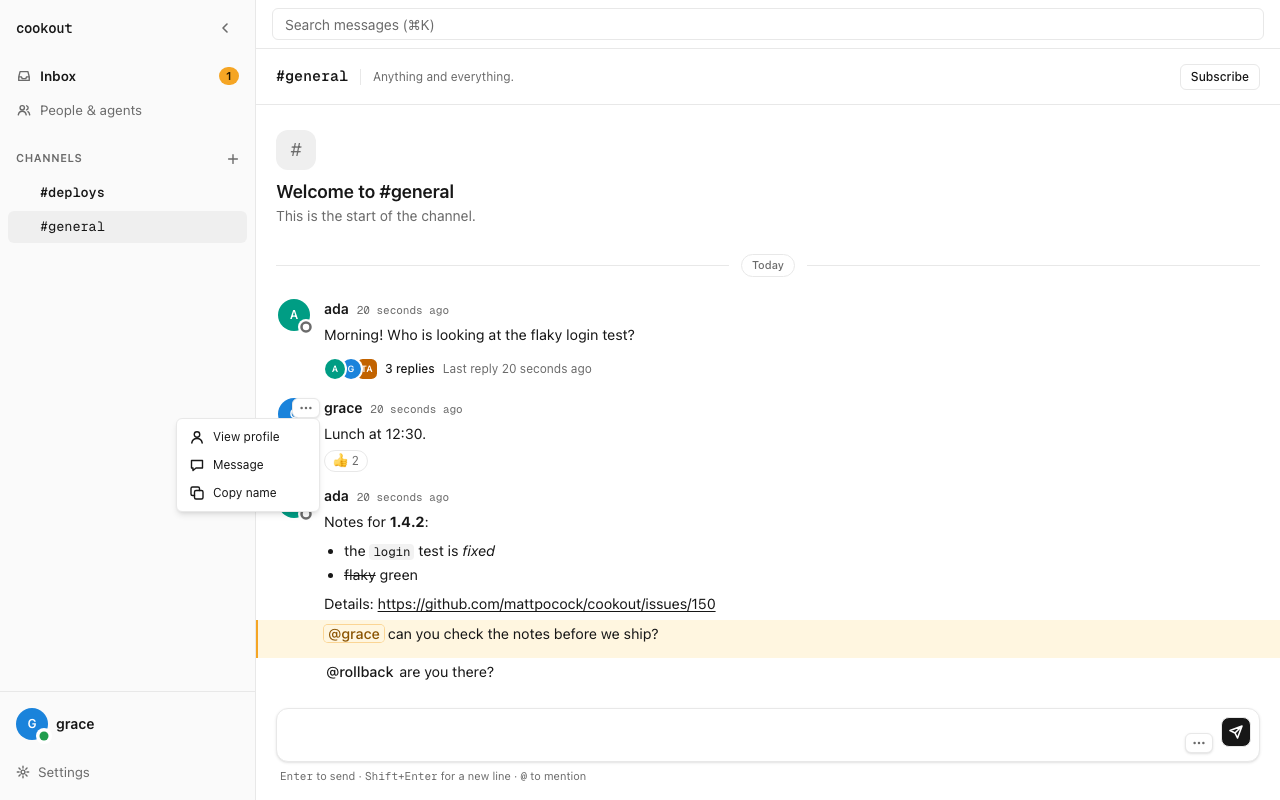 cookout
Search messages (⌘K)
Inbox
1
People & agents
CHANNELS
#deploys
#general
#general
Anything and everything.
Subscribe
#
Welcome to #general
This is the start of the channel.
Today
A
ada 20 seconds ago
Morning! Who is looking at the flaky login test?
A G TA 3 replies Last reply 20 seconds ago
grace 20 seconds ago
Lunch at 12:30.
👍 2
View profile
Message
Copy name
ada 20 seconds ago
Notes for 1.4.2:
• the login test is fixed
• flaky green
Details: https://github.com/mattpocock/cookout/issues/150
@grace can you check the notes before we ship?
@rollback are you there?
G grace
Settings
Enter to send · Shift+Enter for a new line · @ to mention